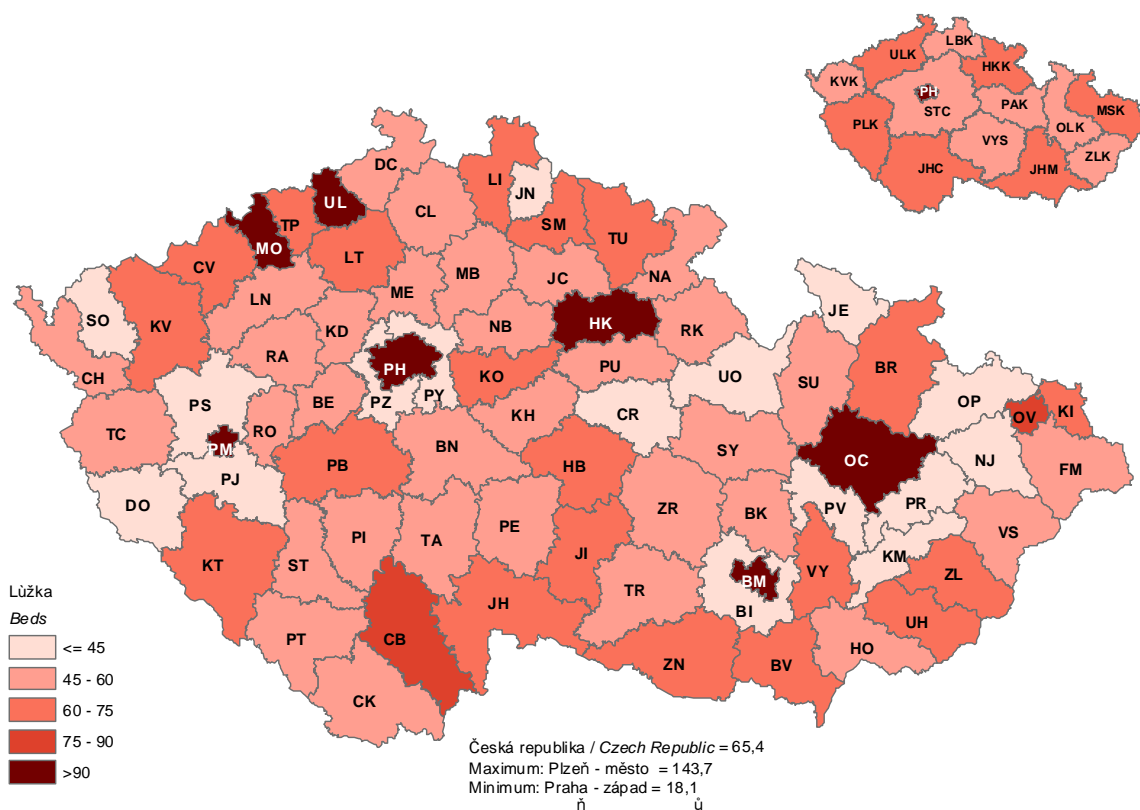 LBK
ULK
HKK
KVK
PH
PAK
MSK
STC
PLK
OLK
VYS
ZLK
JHC
JHM
DC
LI
JN
UL
CL
SM
TP
TU
MO
LT
CV
MB
JC
NA
ME
LN
SO
KV
KD
NB
HK
RK
JE
RA
PH
PU
BR
CH
KO
UO
SU
PS
BE
PZ
PY
OP
KH
CR
OV
KI
TC
RO
PM
BN
SY
OC
NJ
FM
PB
HB
PJ
PR
DO
PV
ZR
BK
PI
TA
PE
VS
JI
KM
KT
ST
BM
VY
ZL
TR
BI
JH
UH
PT
CB
HO
ZN
BV
CK
Lùžka
Beds
<= 45
45 - 60
60 - 75
75 - 90
>90
Česká republika / Czech Republic = 65,4
Maximum: Plzeň - město = 143,7
Minimum: Praha - západ = 18,1
ň ů